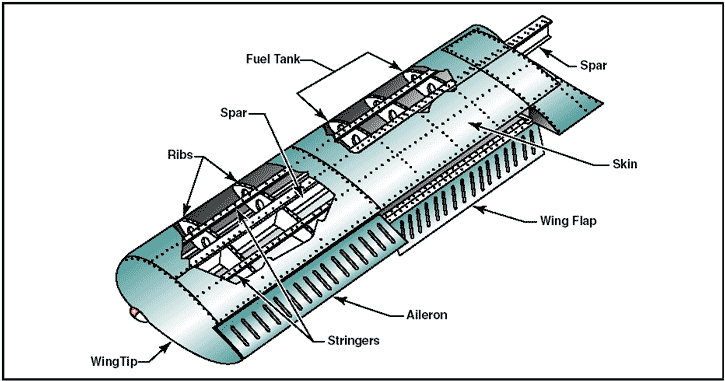 Fuel Tank
Spar
Spar
Ribs
Skin
Wing Flap
Aileron
Stringers
WingTip